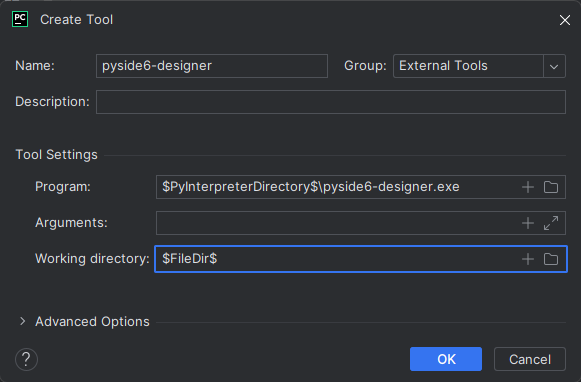 PC Create Tool
Name: pyside6-designer Group: External Tools
Description:
Tool Settings
Program: $PyInterpreterDirectory$\pyside6-designer.exe
Arguments:
Working directory: $FileDir$
Advanced Options
? OK Cancel